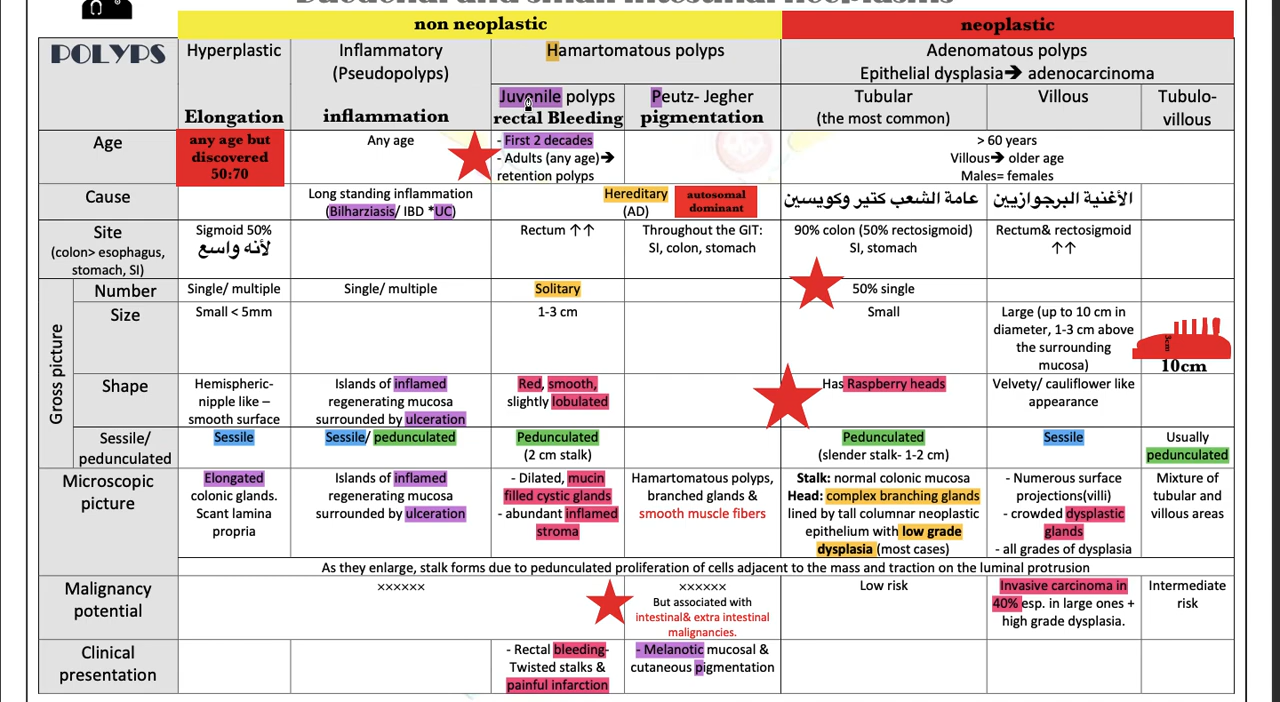 Duodenal and small intestinal neoplasms
non neoplastic
neoplastic
POLYPS
Hyperplastic
Elongation
Inflammatory
(Pseudopolyps)
inflammation
Hamartomatous polyps
Adenomatous polyps
Epithelial dysplasia➔ adenocarcinoma
Juvenile polyps
rectal Bleeding
Peutz- Jegher
pigmentation
Tubular
(the most common)
Villous
Tubulo-
villous
Age
any age but
discovered
50:70
Any age
- First 2 decades
- Adults (any age)➔
retention polyps
> 60 years
Villous➔ older age
Males= females
Cause
Long standing inflammation
(Bilharziasis/ IBD *UC)
Hereditary
(AD)
autosomal
dominant
عامة الشعب كتير وكويسين
الأغنية البرجوازيين
Site
(colon> esophagus,
stomach, SI)
Sigmoid 50%
لأنه واسع
Rectum ↑↑
Throughout the GIT:
SI, colon, stomach
90% colon (50% rectosigmoid)
SI, stomach
Rectum& rectosigmoid
↑↑
Gross picture
Number
Single/ multiple
Single/ multiple
Solitary
50% single
Size
Small < 5mm
1-3 cm
Small
Large (up to 10 cm in
diameter, 1-3 cm above
the surrounding
mucosa)
3cm
10cm
Shape
Hemispheric-
nipple like –
smooth surface
Islands of inflamed
regenerating mucosa
surrounded by ulceration
Red, smooth,
slightly lobulated
Has Raspberry heads
Velvety/ cauliflower like
appearance
Sessile/
pedunculated
Sessile
Sessile/ pedunculated
Pedunculated
(2 cm stalk)
Pedunculated
(slender stalk- 1-2 cm)
Sessile
Usually
pedunculated
Microscopic
picture
Elongated
colonic glands.
Scant lamina
propria
Islands of inflamed
regenerating mucosa
surrounded by ulceration
- Dilated, mucin
filled cystic glands
- abundant inflamed
stroma
Hamartomatous polyps,
branched glands &
smooth muscle fibers
Stalk: normal colonic mucosa
Head: complex branching glands
lined by tall columnar neoplastic
epithelium with low grade
dysplasia (most cases)
- Numerous surface
projections(villi)
- crowded dysplastic
glands
- all grades of dysplasia
Mixture of
tubular and
villous areas
As they enlarge, stalk forms due to pedunculated proliferation of cells adjacent to the mass and traction on the luminal protrusion
Malignancy
potential
××××××
××××××
But associated with
intestinal& extra intestinal
malignancies.
Low risk
Invasive carcinoma in
40% esp. in large ones +
high grade dysplasia.
Intermediate
risk
Clinical
presentation
- Rectal bleeding-
Twisted stalks &
painful infarction
- Melanotic mucosal &
cutaneous pigmentation